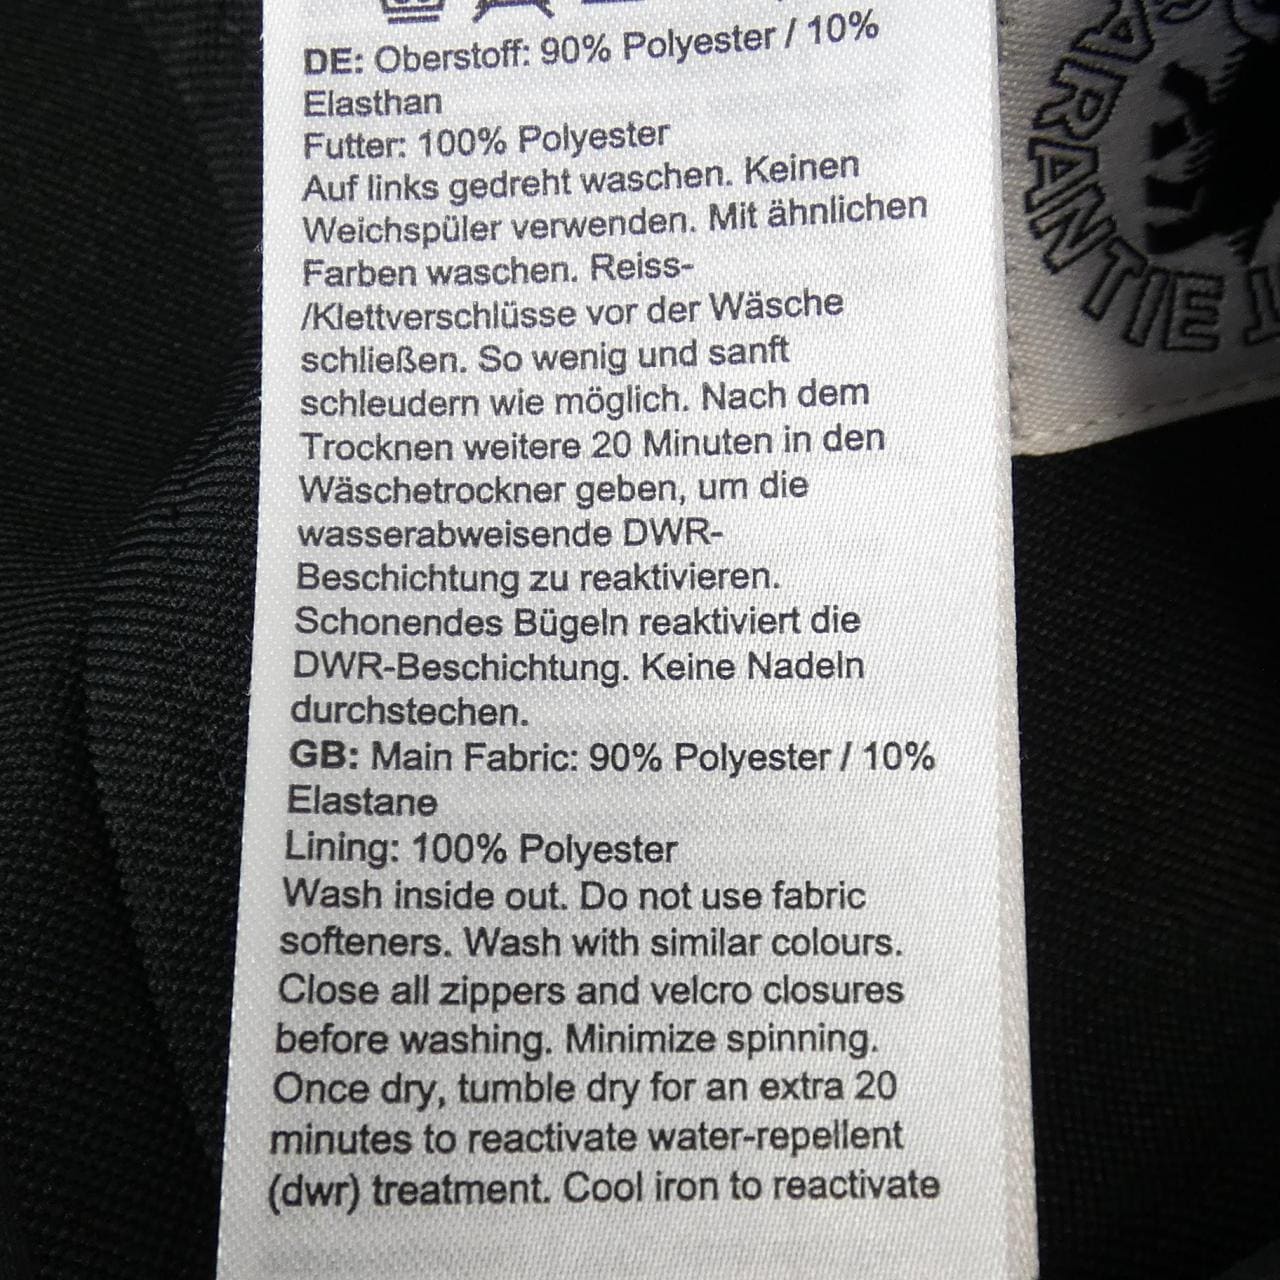 DE: Oberstoff: 90% Polyester / 10%
Elasthan
Futter: 100% Polyester
Auf links gedreht waschen. Keinen
Weichspüler verwenden. Mit ähnlichen
Farben waschen. Reiss-
/Klettverschlüsse vor der Wäsche
schließen. So wenig und sanft
schleudern wie möglich. Nach dem
Trocknen weitere 20 Minuten in den
Wäschetrockner geben, um die
wasserabweisende DWR-
Beschichtung zu reaktivieren.
Schonendes Bügeln reaktiviert die
DWR-Beschichtung. Keine Nadeln
durchstechen.
GB: Main Fabric: 90% Polyester / 10%
Elastane
Lining: 100% Polyester
Wash inside out. Do not use fabric
softeners. Wash with similar colours.
Close all zippers and velcro closures
before washing. Minimize spinning.
Once dry, tumble dry for an extra 20
minutes to reactivate water-repellent
(dwr) treatment. Cool iron to reactivate
ARANTIE